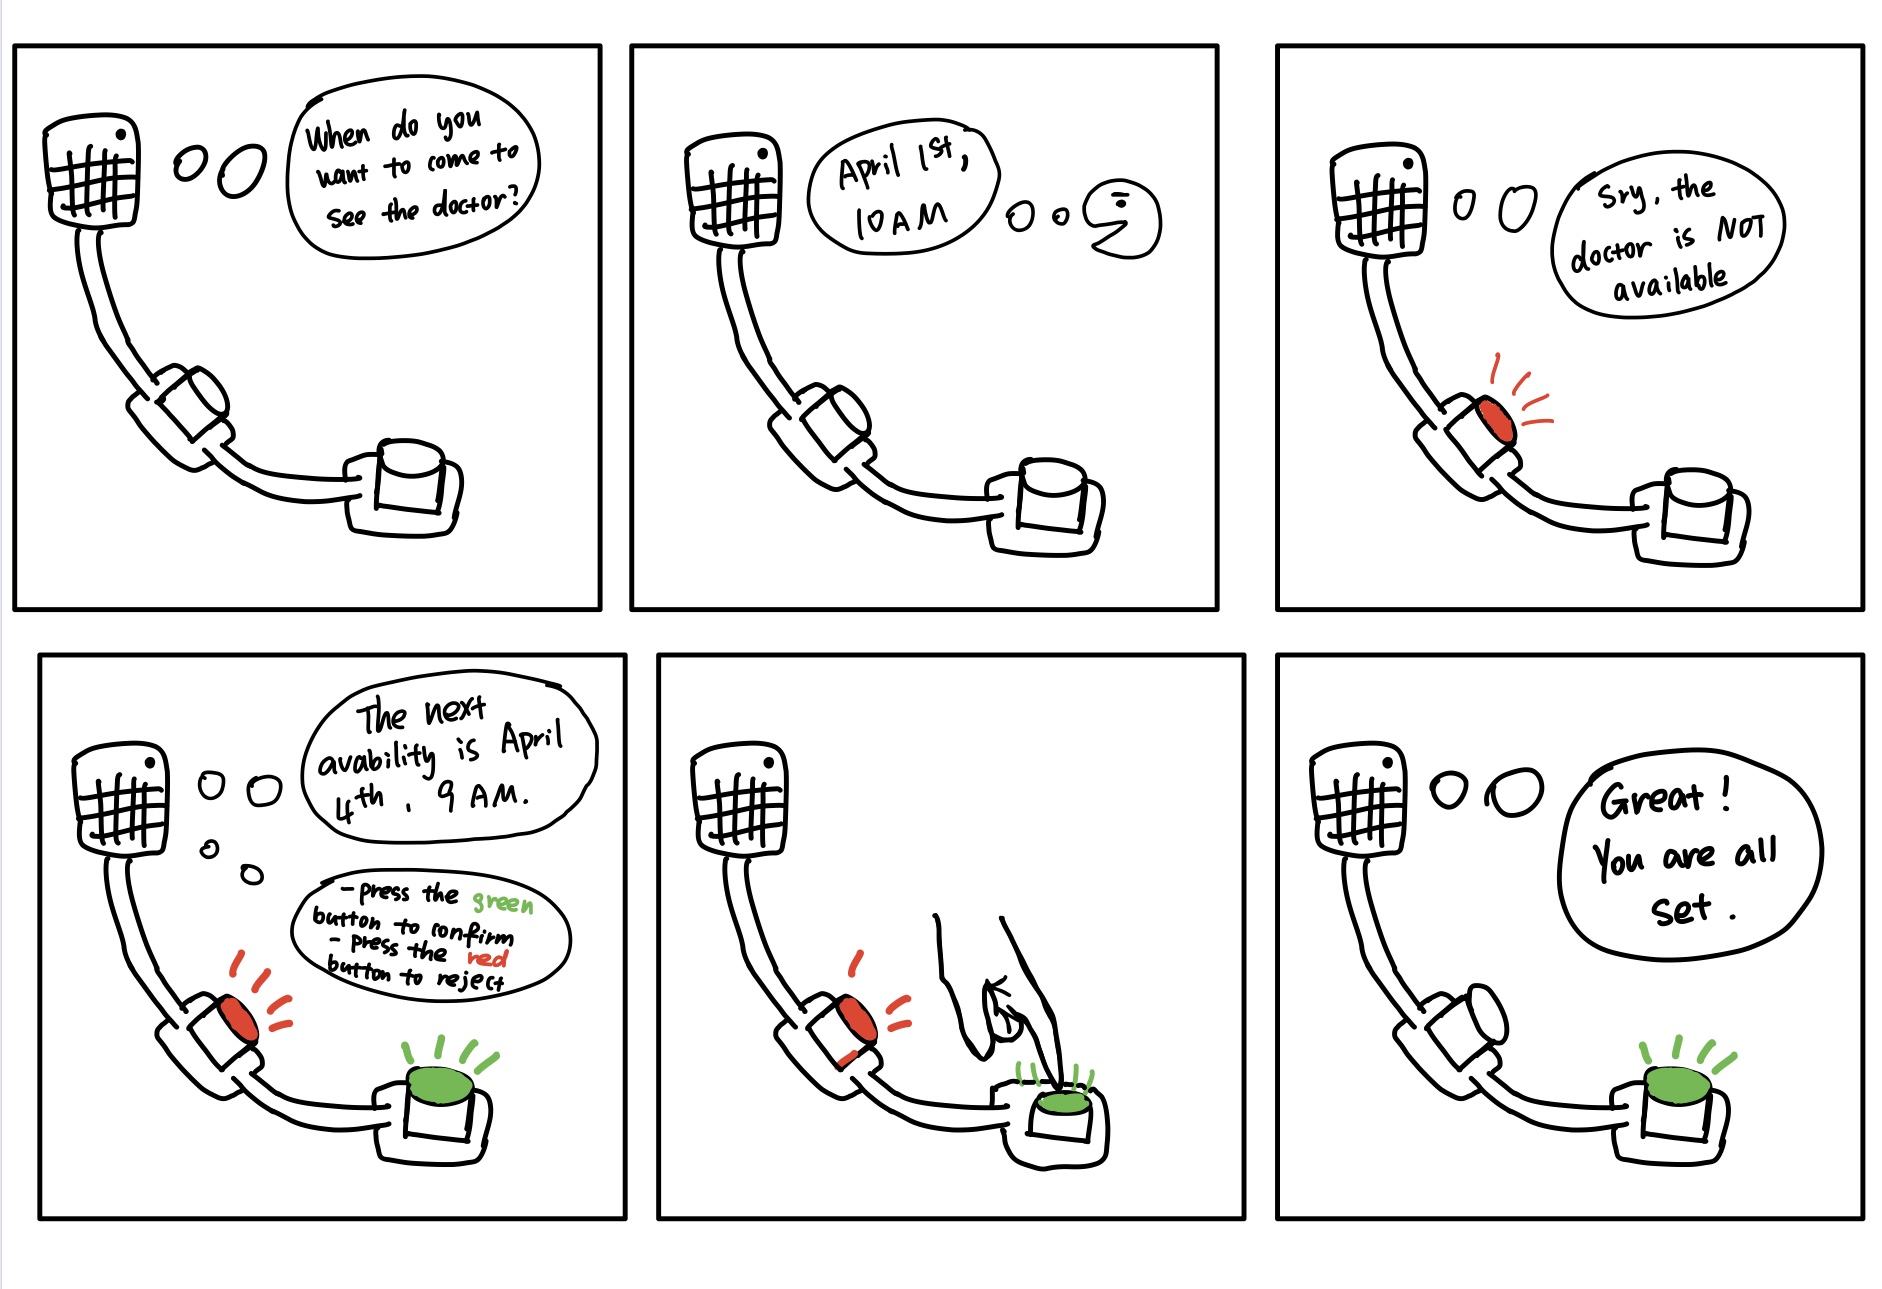 When do you
want to come to
see the doctor?
April 1st,
10 AM
Sry, the
doctor is NOT
available
The next
avability is April
4th, 9 AM.
- press the green
button to confirm
- press the red
button to reject
Great!
You are all
set.